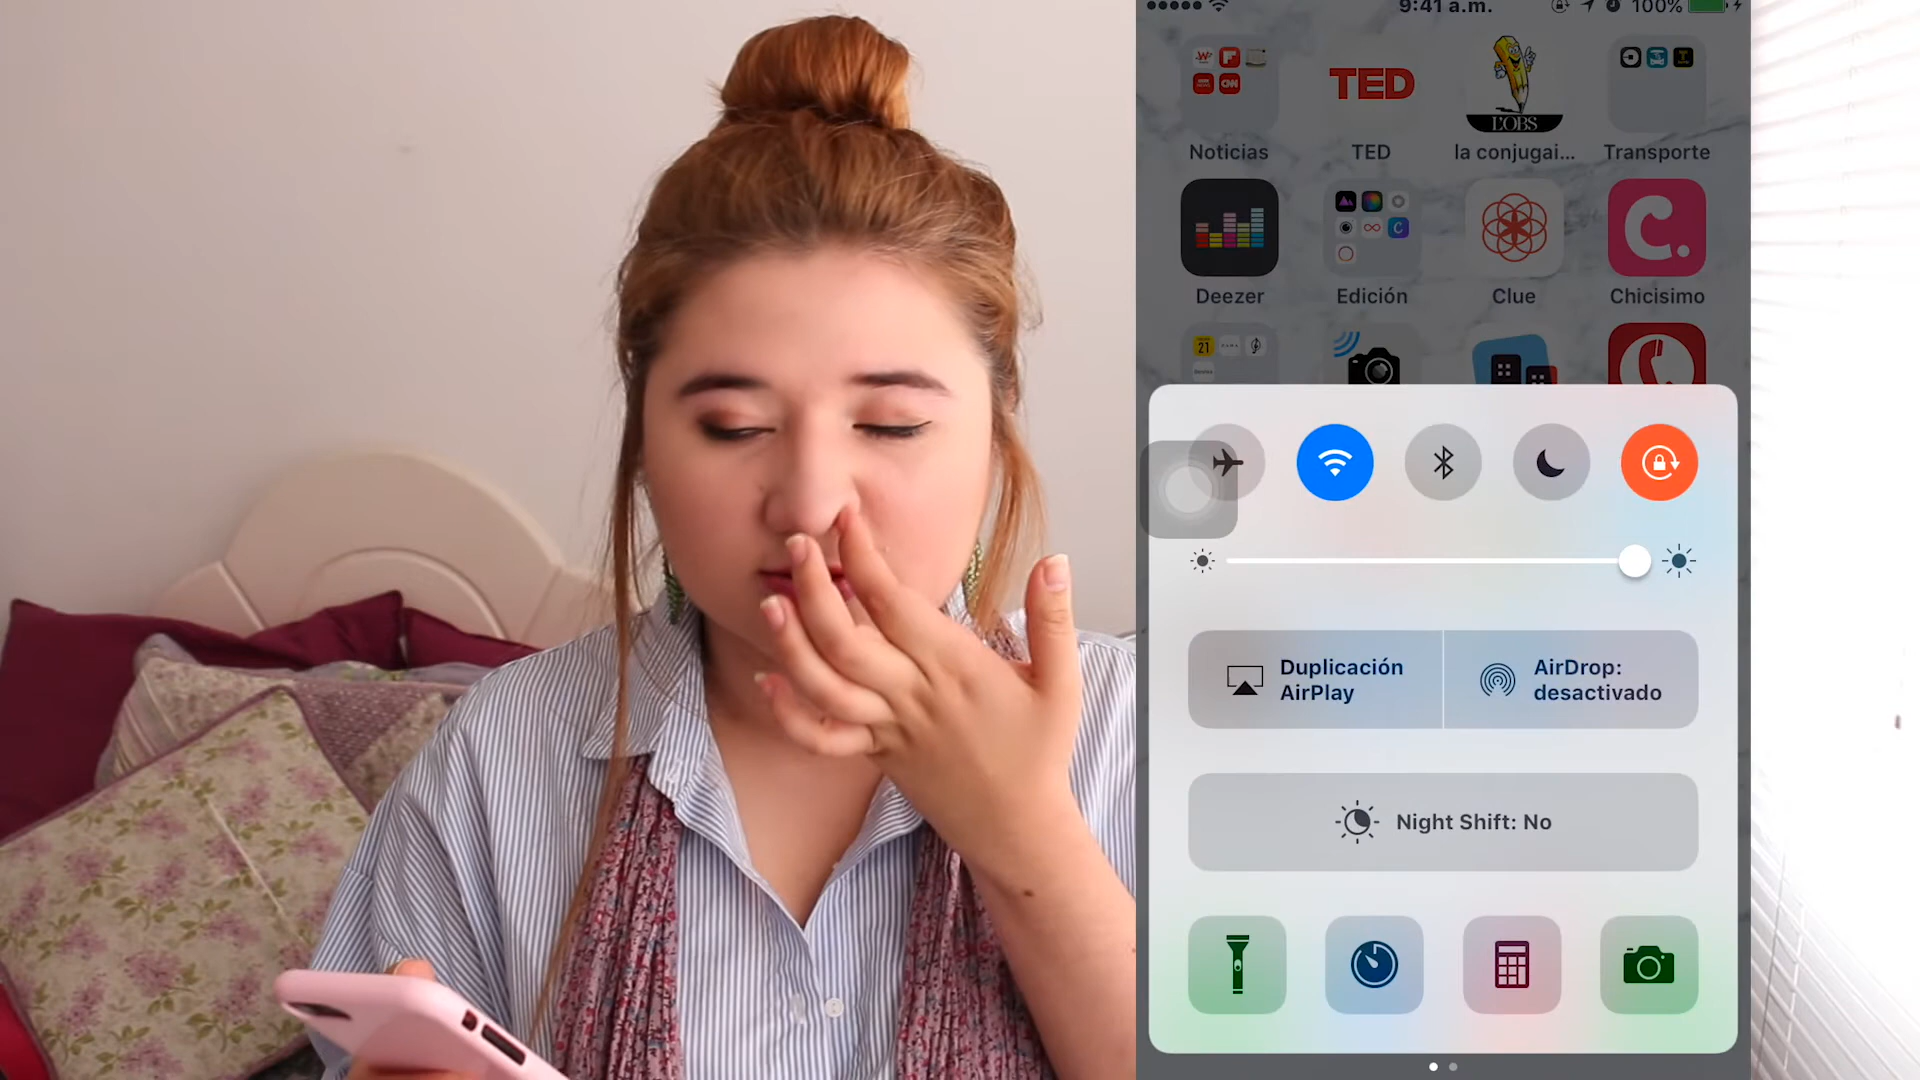 9:41 a.m.
100%
TED
L'OBS
Noticias
TED
la conjugai...
Transporte
Deezer
Edición
Clue
Chicisimo
21
Duplicación
AirPlay
AirDrop:
desactivado
Night Shift: No